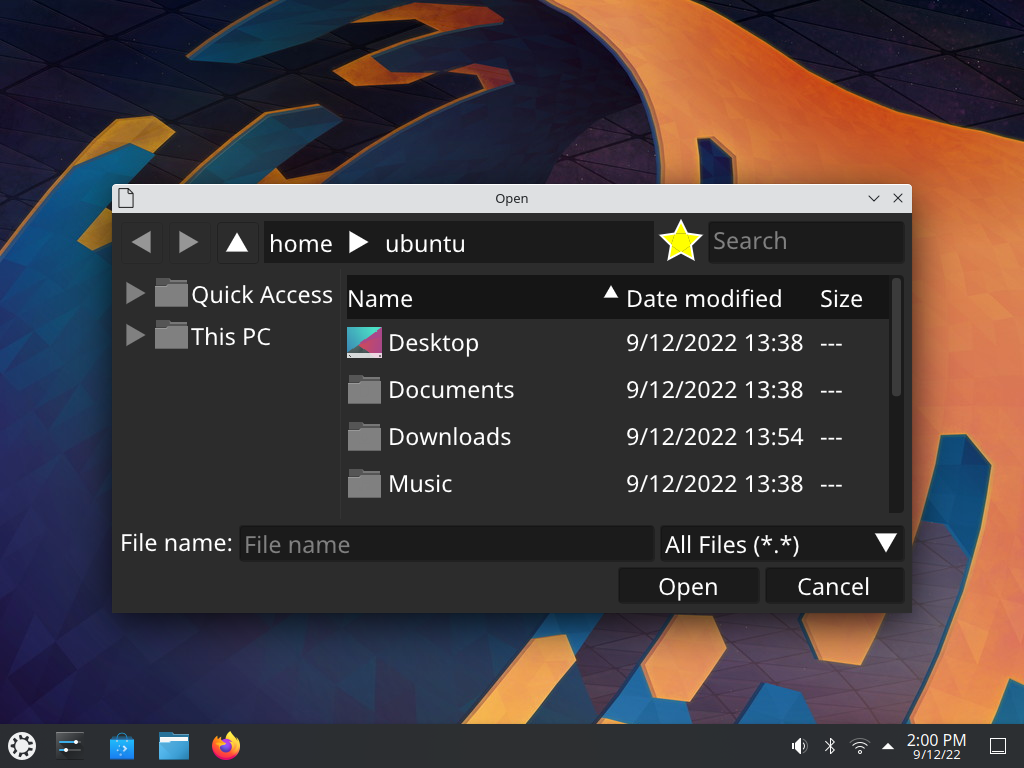 Open
home ubuntu Search
Quick Access
This PC
Name Date modified Size
Desktop 9/12/2022 13:38 ---
Documents 9/12/2022 13:38 ---
Downloads 9/12/2022 13:54 ---
Music 9/12/2022 13:38 ---
File name: File name All Files (*.*)
Open Cancel
2:00 PM
9/12/22